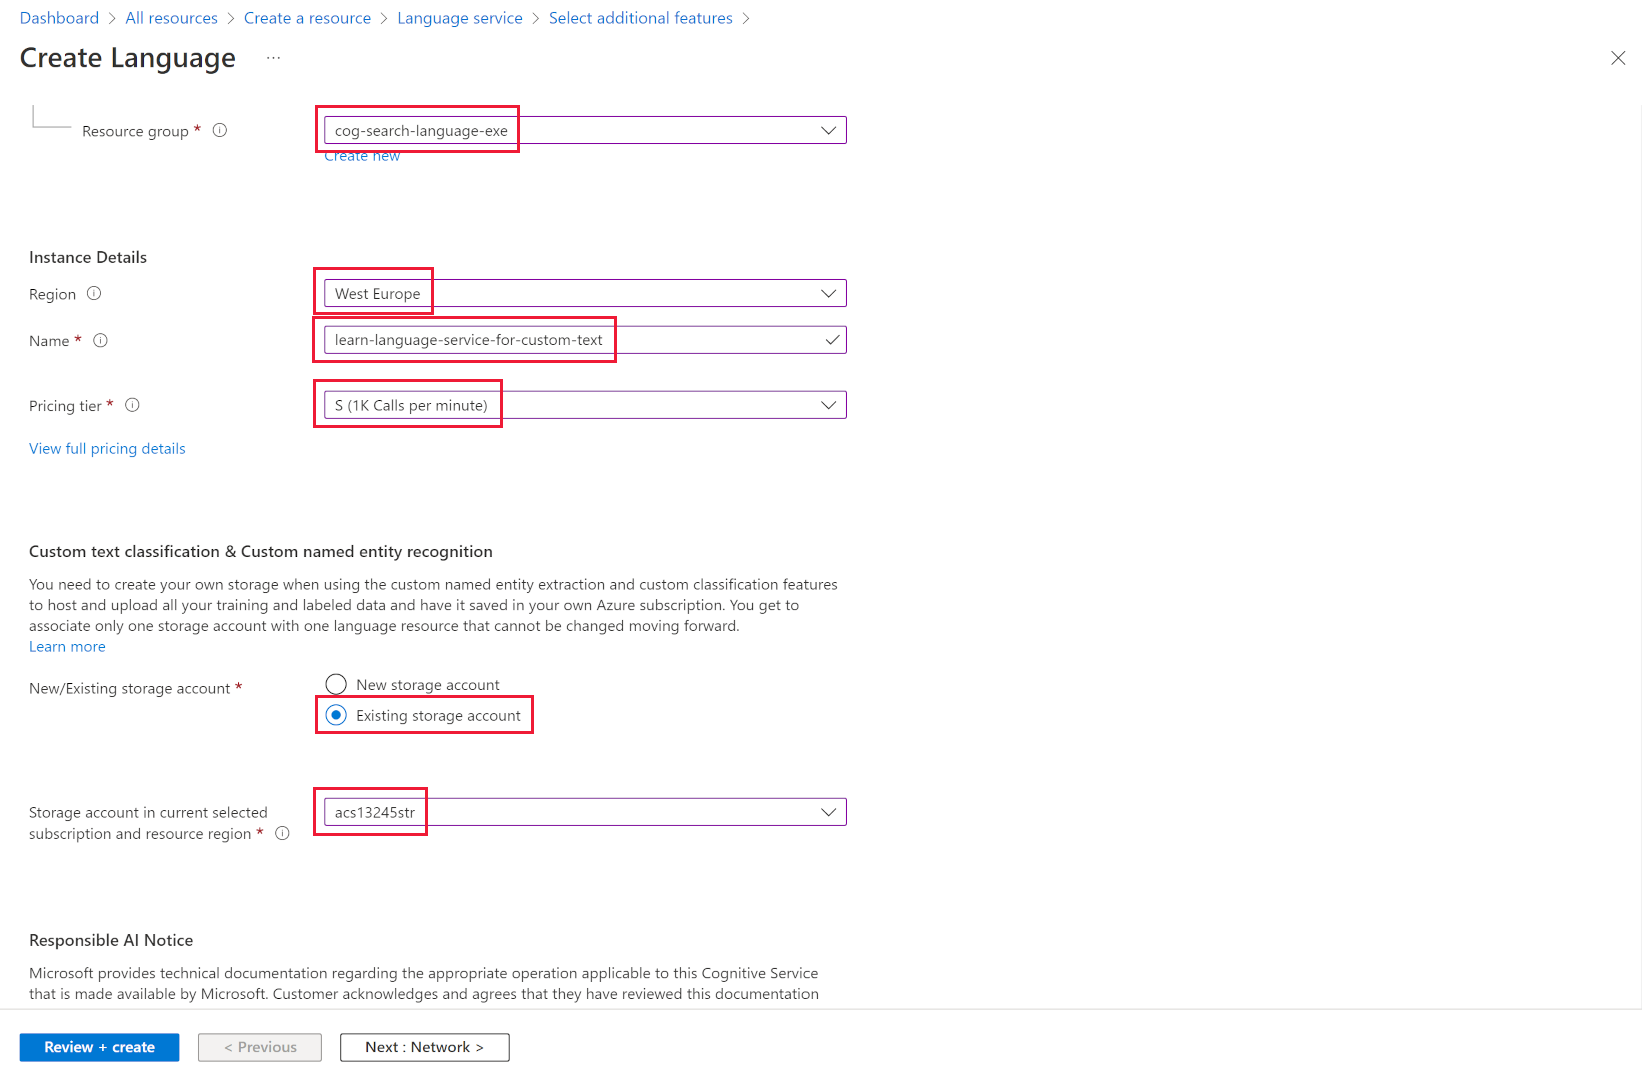 Dashboard > All resources > Create a resource > Language service > Select additional features >
Create Language ...
Resource group *
cog-search-language-exe
Create new
Instance Details
Region
West Europe
Name *
learn-language-service-for-custom-text
Pricing tier *
S (1K Calls per minute)
View full pricing details
Custom text classification & Custom named entity recognition
You need to create your own storage when using the custom named entity extraction and custom classification features
to host and upload all your training and labeled data and have it saved in your own Azure subscription. You get to
associate only one storage account with one language resource that cannot be changed moving forward.
Learn more
New/Existing storage account *
New storage account
Existing storage account
Storage account in current selected
subscription and resource region *
acs13245str
Responsible AI Notice
Microsoft provides technical documentation regarding the appropriate operation applicable to this Cognitive Service
that is made available by Microsoft. Customer acknowledges and agrees that they have reviewed this documentation
Review + create
< Previous
Next : Network >